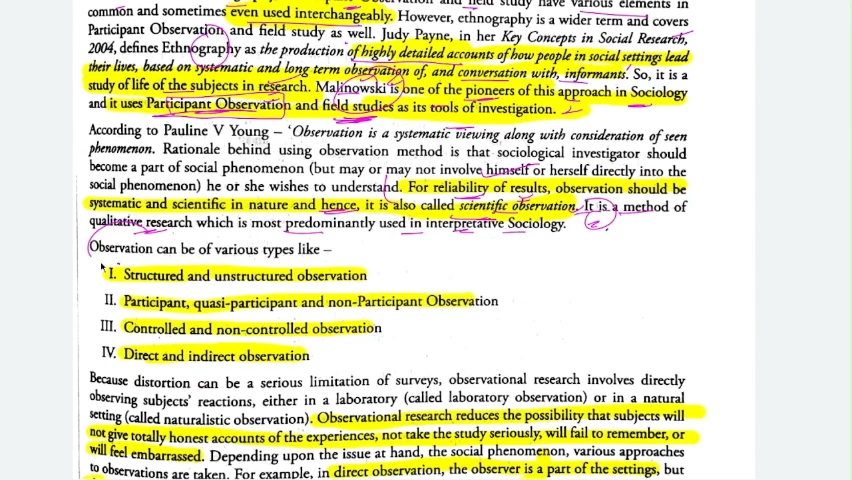 Observation and field study have various elements in
common and sometimes even used interchangeably. However, ethnography is a wider term and covers
Participant Observation and field study as well. Judy Payne, in her Key Concepts in Social Research,
2004, defines Ethnography as the production of highly detailed accounts of how people in social settings lead
their lives, based on systematic and long term observation of, and conversation with, informants. So, it is a
study of life of the subjects in research. Malinowski is one of the pioneers of this approach in Sociology
and it uses Participant Observation and field studies as its tools of investigation.
According to Pauline V Young – 'Observation is a systematic viewing along with consideration of seen
phenomenon. Rationale behind using observation method is that sociological investigator should
become a part of social phenomenon (but may or may not involve himself or herself directly into the
social phenomenon) he or she wishes to understand. For reliability of results, observation should be
systematic and scientific in nature and hence, it is also called scientific observation. It is a method of
qualitative research which is most predominantly used in interpretative Sociology.
Observation can be of various types like –
I. Structured and unstructured observation
II. Participant, quasi-participant and non-Participant Observation
III. Controlled and non-controlled observation
IV. Direct and indirect observation
Because distortion can be a serious limitation of surveys, observational research involves directly
observing subjects' reactions, either in a laboratory (called laboratory observation) or in a natural
setting (called naturalistic observation). Observational research reduces the possibility that subjects will
not give totally honest accounts of the experiences, not take the study seriously, will fail to remember, or
will feel embarrassed. Depending upon the issue at hand, the social phenomenon, various approaches
to observations are taken. For example, in direct observation, the observer is a part of the settings, but